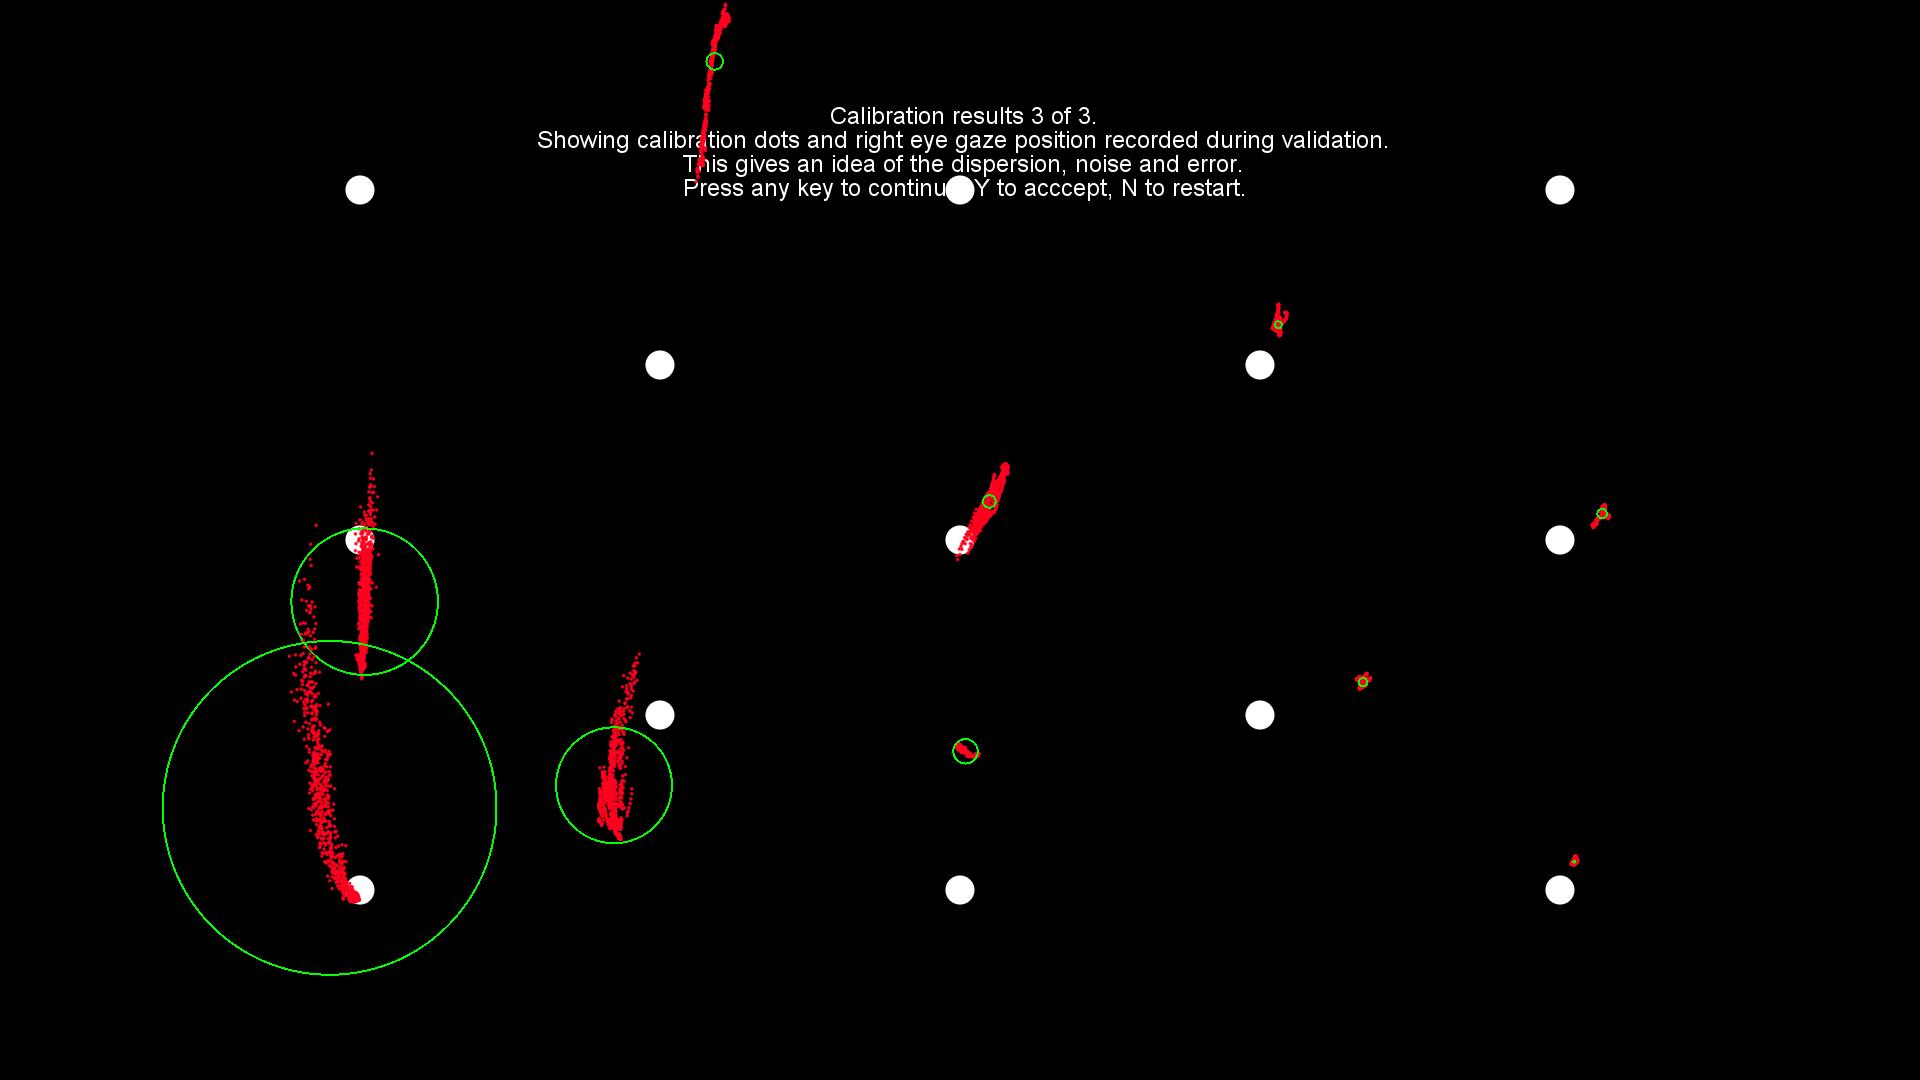 Calibration results 3 of 3.
Showing calibration dots and right eye gaze position recorded during validation.
This gives an idea of the dispersion, noise and error.
Press any key to continu Y to acccept, N to restart.